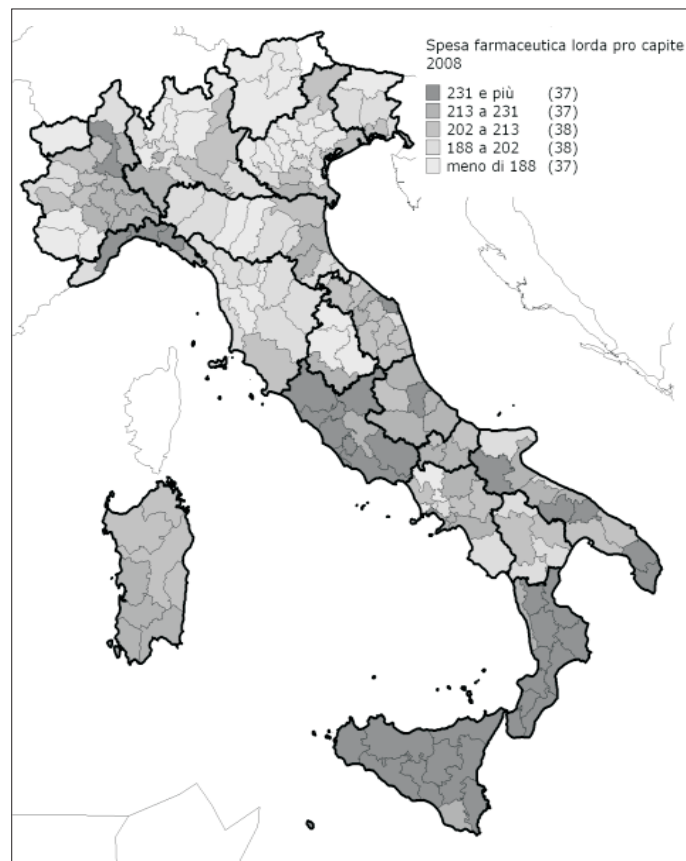 Spesa farmaceutica lorda pro capite
2008
231 e più (37)
213 a 231 (37)
202 a 213 (38)
188 a 202 (38)
meno di 188 (37)